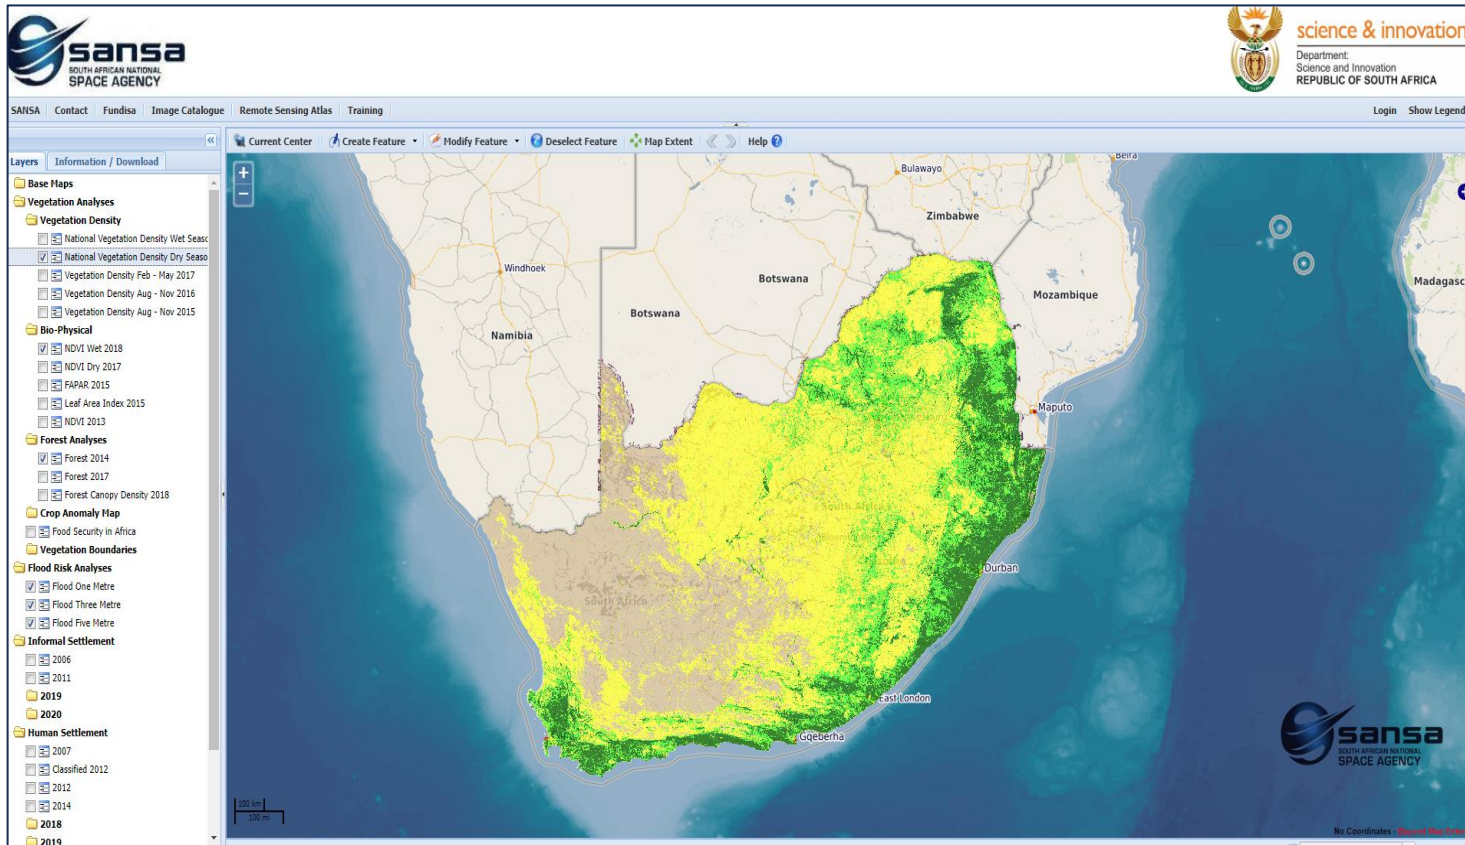 sansa
SOUTH AFRICAN NATIONAL
SPACE AGENCY
science & innovation
Department:
Science and Innovation
REPUBLIC OF SOUTH AFRICA
SANSA Contact Fundisa Image Catalogue Remote Sensing Atlas Training Login Show Legend
Current Center Create Feature Modify Feature Deselect Feature Map Extent Help
Layers Information / Download
Base Maps
Vegetation Analyses
Vegetation Density
National Vegetation Density Wet Seaso
National Vegetation Density Dry Seaso
Vegetation Density Feb - May 2017
Vegetation Density Aug - Nov 2016
Vegetation Density Aug - Nov 2015
Bio-Physical
NDVI Wet 2018
NDVI Dry 2017
FAPAR 2015
Leaf Area Index 2015
NDVI 2013
Forest Analyses
Forest 2014
Forest 2017
Forest Canopy Density 2018
Crop Anomaly Map
Food Security in Africa
Vegetation Boundaries
Flood Risk Analyses
Flood One Metre
Flood Three Metre
Flood Five Metre
Informal Settlement
2006
2011
2019
2020
Human Settlement
2007
Classified 2012
2012
2014
2018
2019
+
−
Beira
Bulawayo
Zimbabwe
Windhoek
Botswana
Madagasc
Mozambique
Botswana
Namibia
Maputo
South Africa
Durban
South Africa
East London
Gqeberha
sansa
SOUTH AFRICAN NATIONAL
SPACE AGENCY
100 km
100 mi
No Coordinates -